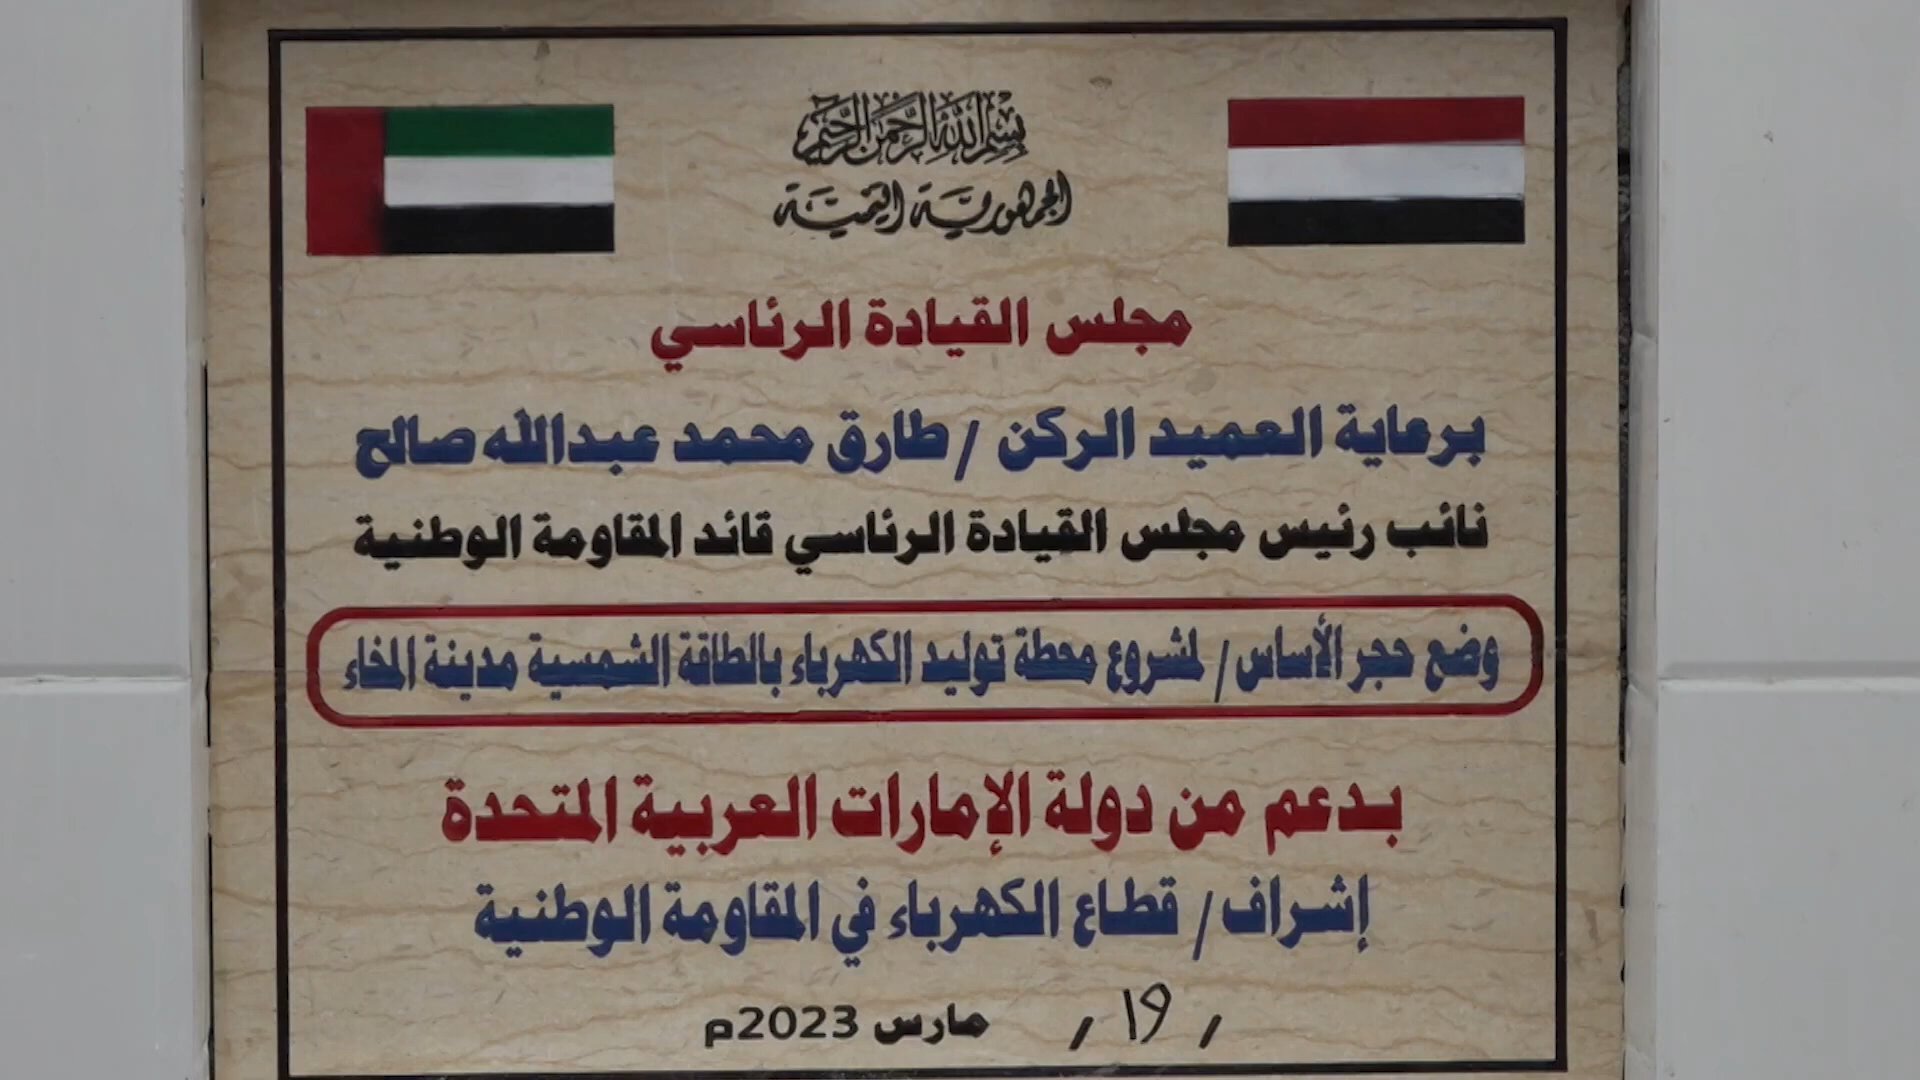 بسم الله الرحمن الرحيم
الجمهورية اليمنية
مجلس القيادة الرئاسي
برعاية العميد الركن / طارق محمد عبدالله صالح
نائب رئيس مجلس القيادة الرئاسي قائد المقاومة الوطنية
وضع حجر الأساس / لمشروع محطة توليد الكهرباء بالطاقة الشمسية مدينة المخاء
بدعم من دولة الإمارات العربية المتحدة
إشراف / قطاع الكهرباء في المقاومة الوطنية
/ 19 / مارس 2023م